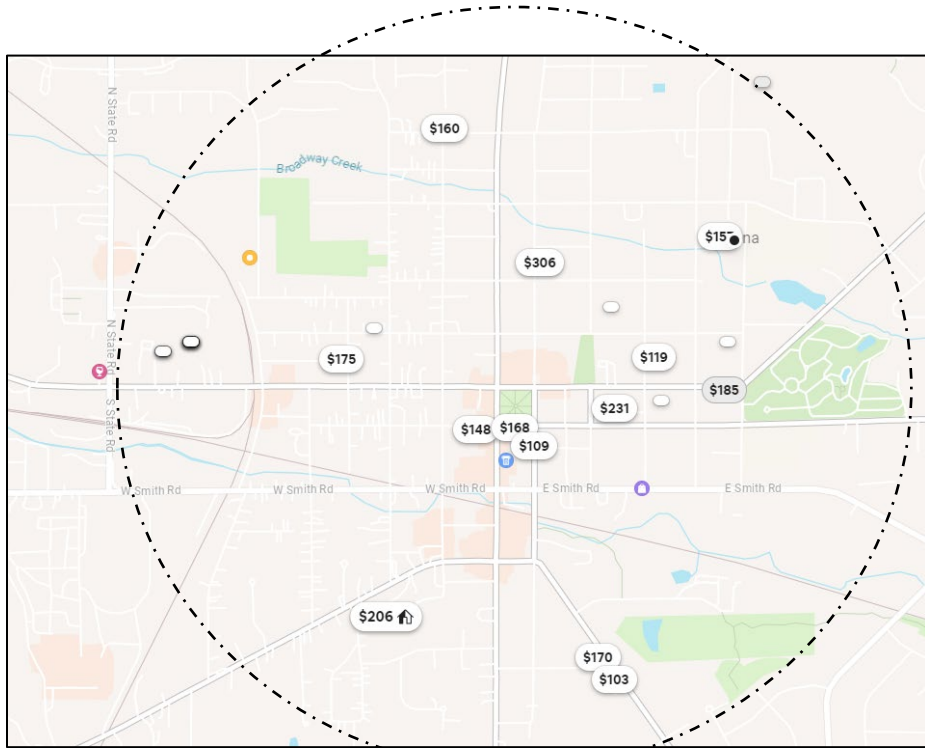 N State Rd
$160
Broadway Creek
na
$306
N State Rd
$175
$119
$185
$231
S State Rd
$148
$168
$109
W Smith Rd
W Smith Rd
W Smith Rd
E Smith Rd
E Smith Rd
$206
$170
$103